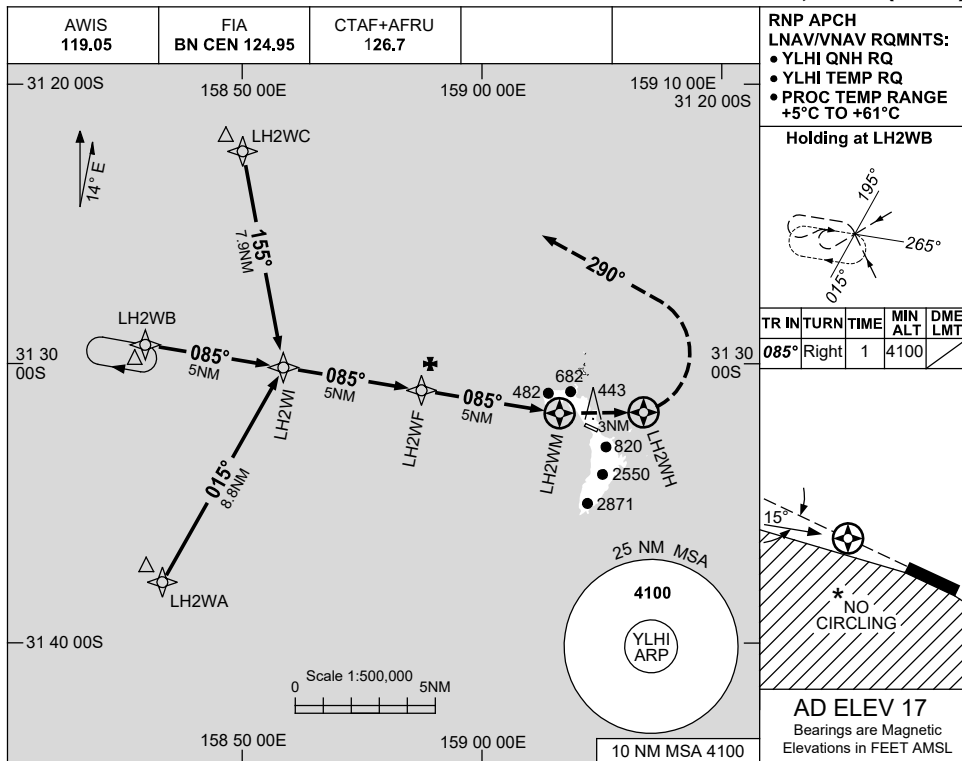 AWIS
119.05
FIA
BN CEN 124.95
CTAF+AFRU
126.7
RNP APCH
LNAV/VNAV RQMNTS:
• YLHI QNH RQ
• YLHI TEMP RQ
• PROC TEMP RANGE
+5°C TO +61°C
31 20 00S
158 50 00E
159 00 00E
159 10 00E
31 20 00S
14° E
LH2WC
155°
7.9NM
290°
Holding at LH2WB
195°
265°
015°
TR IN TURN TIME MIN ALT DME LMT
085° Right 1 4100
LH2WB
085°
5NM
31 30
00S
LH2WI
085°
5NM
LH2WF
085°
5NM
31 30
00S
482
682
443
3NM
LH2WM
LH2WH
820
2550
2871
015°
8.8NM
LH2WA
15°
*
NO
CIRCLING
25 NM MSA
4100
YLHI
ARP
31 40 00S
Scale 1:500,000
0
5NM
158 50 00E
159 00 00E
10 NM MSA 4100
AD ELEV 17
Bearings are Magnetic
Elevations in FEET AMSL